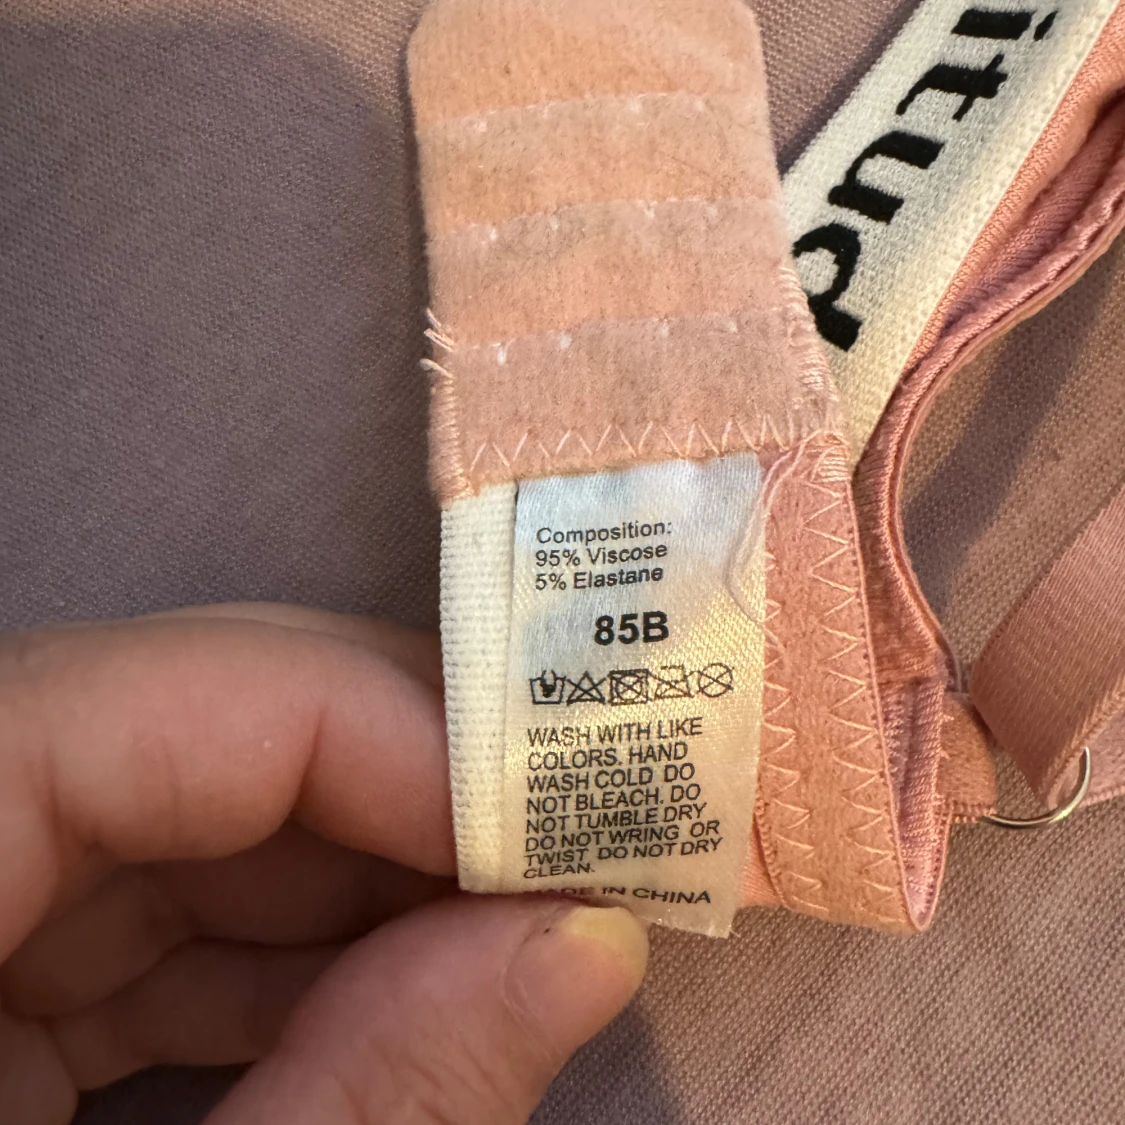 itud
Composition:
95% Viscose
5% Elastane
85B
WASH WITH LIKE
COLORS. HAND
WASH COLD DO
NOT BLEACH. DO
NOT TUMBLE DRY
DO NOT WRING OR
TWIST DO NOT DRY
CLEAN.
MADE IN CHINA